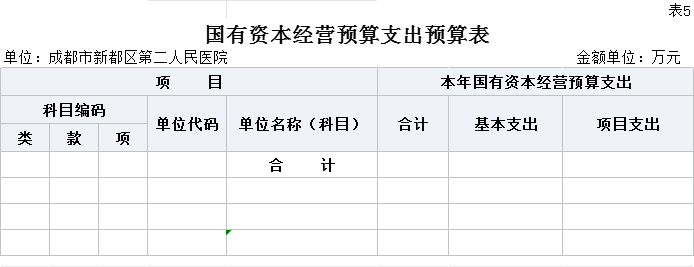 表5
国有资本经营预算支出预算表
单位：成都市新都区第二人民医院 金额单位：万元
项 目 本年国有资本经营预算支出
科目编码 单位代码 单位名称（科目） 合计 基本支出 项目支出
类 款 项
合 计